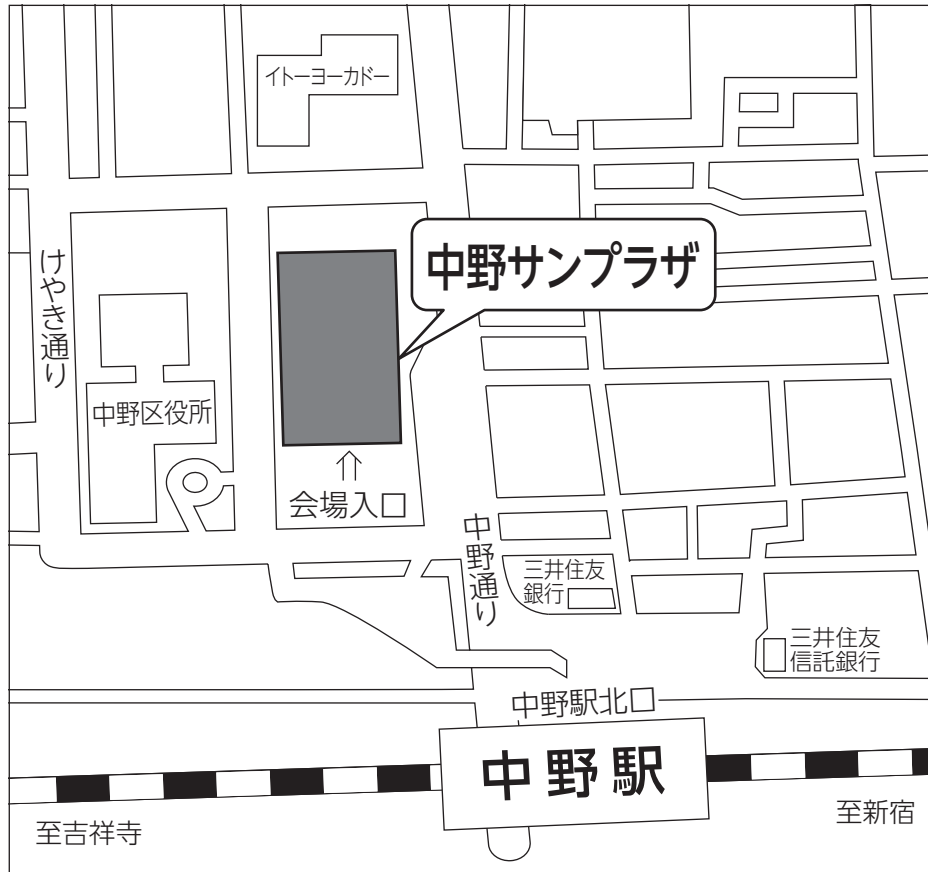 イトーヨーカドー
中野サンプラザ
けやき通り
中野区役所
会場入口
中野通り
三井住友
銀行
三井住友
信託銀行
中野駅北口
中野駅
至吉祥寺
至新宿